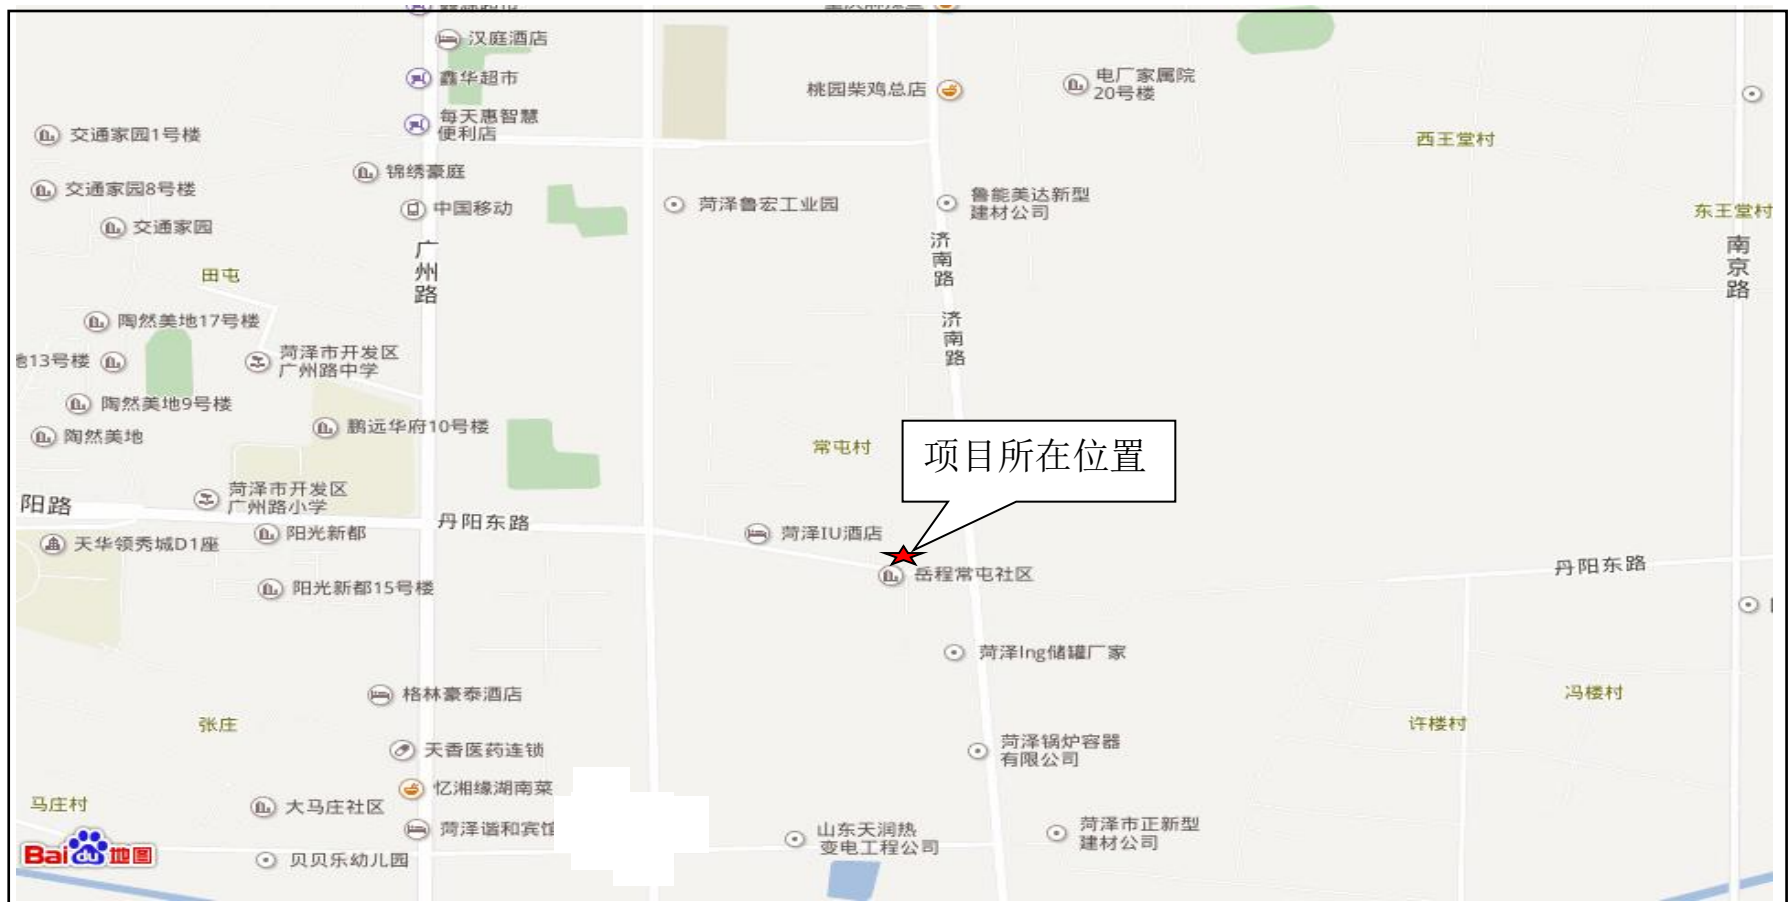 汉庭酒店
鑫华超市
桃园柴鸡总店
电厂家属院
20号楼
每天惠智慧
便利店
交通家园1号楼
西王堂村
锦绣豪庭
交通家园8号楼
中国移动
菏泽鲁宏工业园
鲁能美达新型
建材公司
东王堂村
交通家园
广州路
济南路
南京路
田屯
陶然美地17号楼
济南路
菏泽市开发区
广州路中学
13号楼
陶然美地9号楼
陶然美地
鹏远华府10号楼
常屯村
项目所在位置
菏泽市开发区
广州路小学
阳路
丹阳东路
阳光新都
菏泽IU酒店
天华领秀城D1座
岳程常屯社区
丹阳东路
阳光新都15号楼
菏泽lng储罐厂家
格林豪泰酒店
冯楼村
张庄
许楼村
天香医药连锁
菏泽锅炉容器
有限公司
忆湘缘湖南菜
马庄村
大马庄社区
菏泽谐和宾馆
山东天润热
变电工程公司
菏泽市正新型
建材公司
Bai du 地图
贝贝乐幼儿园